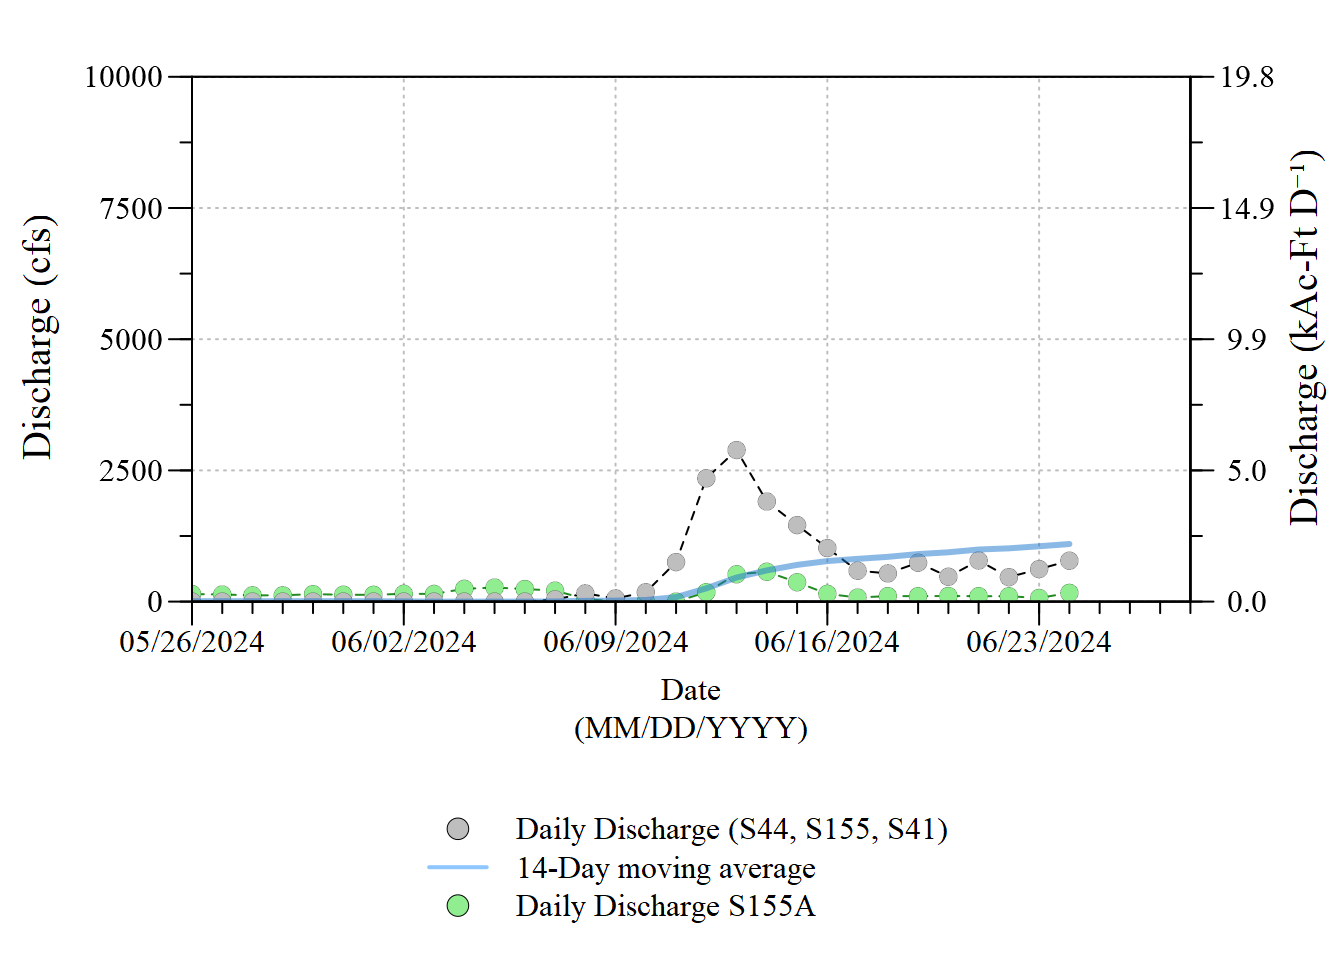 10000
7500
5000
2500
0
Discharge (cfs)
19.8
14.9
9.9
5.0
0.0
Discharge (kAc-Ft D⁻¹)
05/26/2024 06/02/2024 06/09/2024 06/16/2024 06/23/2024
Date
(MM/DD/YYYY)
Daily Discharge (S44, S155, S41)
14-Day moving average
Daily Discharge S155A